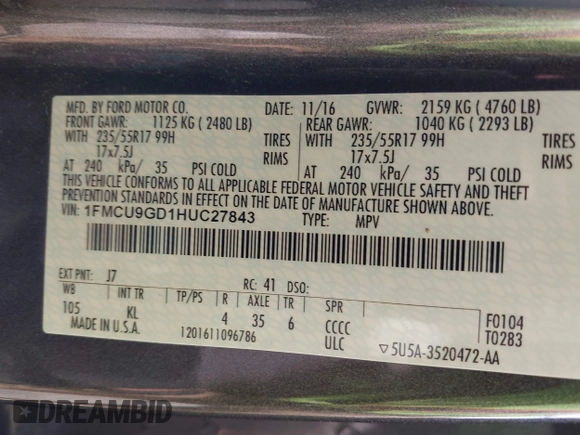 MFD. BY FORD MOTOR CO. DATE: 11/16 GVWR: 2159 KG ( 4760 LB)
FRONT GAWR: 1125 KG ( 2480 LB) REAR GAWR: 1040 KG ( 2293 LB)
WITH 235/55R17 99H TIRES WITH 235/55R17 99H TIRES
17x7.5J RIMS 17x7.5J RIMS
AT 240 kPa/ 35 PSI COLD AT 240 kPa/ 35 PSI COLD
THIS VEHICLE CONFORMS TO ALL APPLICABLE FEDERAL MOTOR VEHICLE SAFETY AND THEFT
PREVENTION STANDARDS IN EFFECT ON THE DATE OF MANUFACTURE SHOWN ABOVE.
VIN: 1FMCU9GD1HUC27843 TYPE: MPV
EXT PNT: J7 RC: 41 DSO:
WB INT TR TP/PS R AXLE TR SPR
105 KL 4 35 6 CCCC F0104
MADE IN U.S.A. 1201611096786 ULC T0283
▽5U5A-3520472-AA
DREAMBID